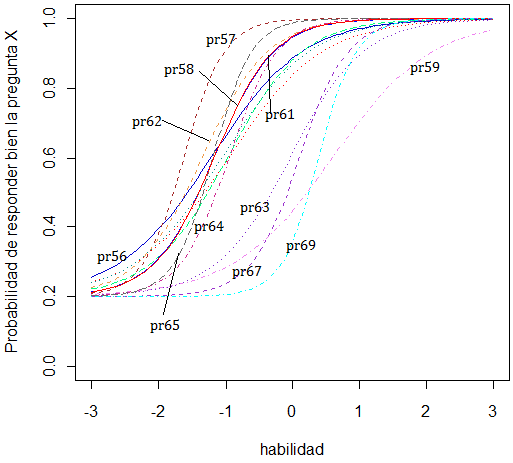 Probabilidad de responder bien la pregunta X
1.0
0.8
0.6
0.4
0.2
0.0
pr57
pr58
pr59
pr62
pr61
pr63
pr64
pr56
pr69
pr67
pr65
-3
-2
-1
0
1
2
3
habilidad